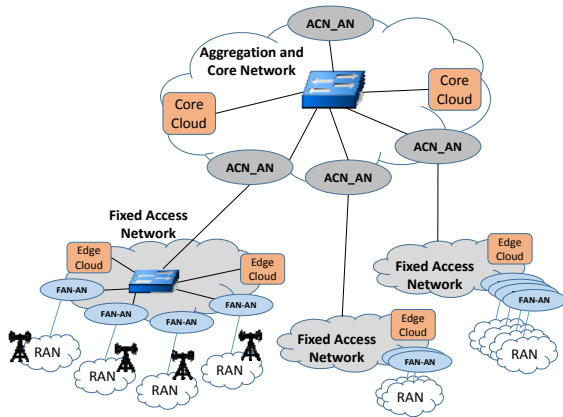 ACN_AN
Aggregation and
Core Network
Core
Cloud
Core
Cloud
ACN_AN
ACN_AN
ACN_AN
Fixed Access
Network
Edge
Cloud
Edge
Cloud
FAN-AN
FAN-AN
FAN-AN
FAN-AN
RAN
RAN
RAN
RAN
Fixed Access
Network
Edge
Cloud
FAN-AN
RAN
Fixed Access
Network
Edge
Cloud
FAN-AN
RAN